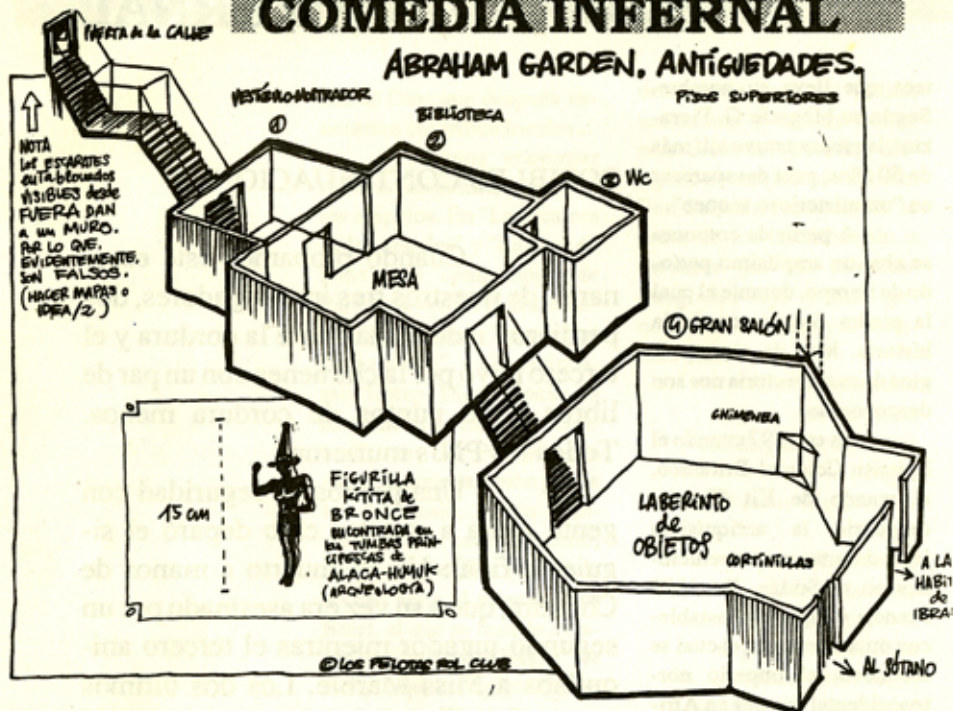 COMEDIA INFERNAL
ABRAHAM GARDEN. ANTIGUEDADES.
PUERTA de la CALLE
VESTÍBULO-MOSTRADOR
①
BIBLIOTECA
②
PISOS SUPERIORES
NOTA
LOS ESCAPARATES
ENTABLONADOS
VISIBLES desde
FUERA DAN
a un MURO.
POR LO QUE,
EVIDENTEMENTE,
SON FALSOS.
(HACER MAPAS O
IDEA/2)
WC
MESA
④ GRAN SALÓN
CHIMENEA
LABERINTO
de
OBJETOS
CORTINILLAS
A LA
HABIT
de
IBRA
AL SÓTANO
15 cm
FIGURILLA
HITITA de
BRONCE
ENCONTRADA en
las TUMBAS PRIN-
CIPESCAS de
ALACA-HUHUK
(ARQUEOLOGÍA)
© LOS PELOTAS ROL CLUB